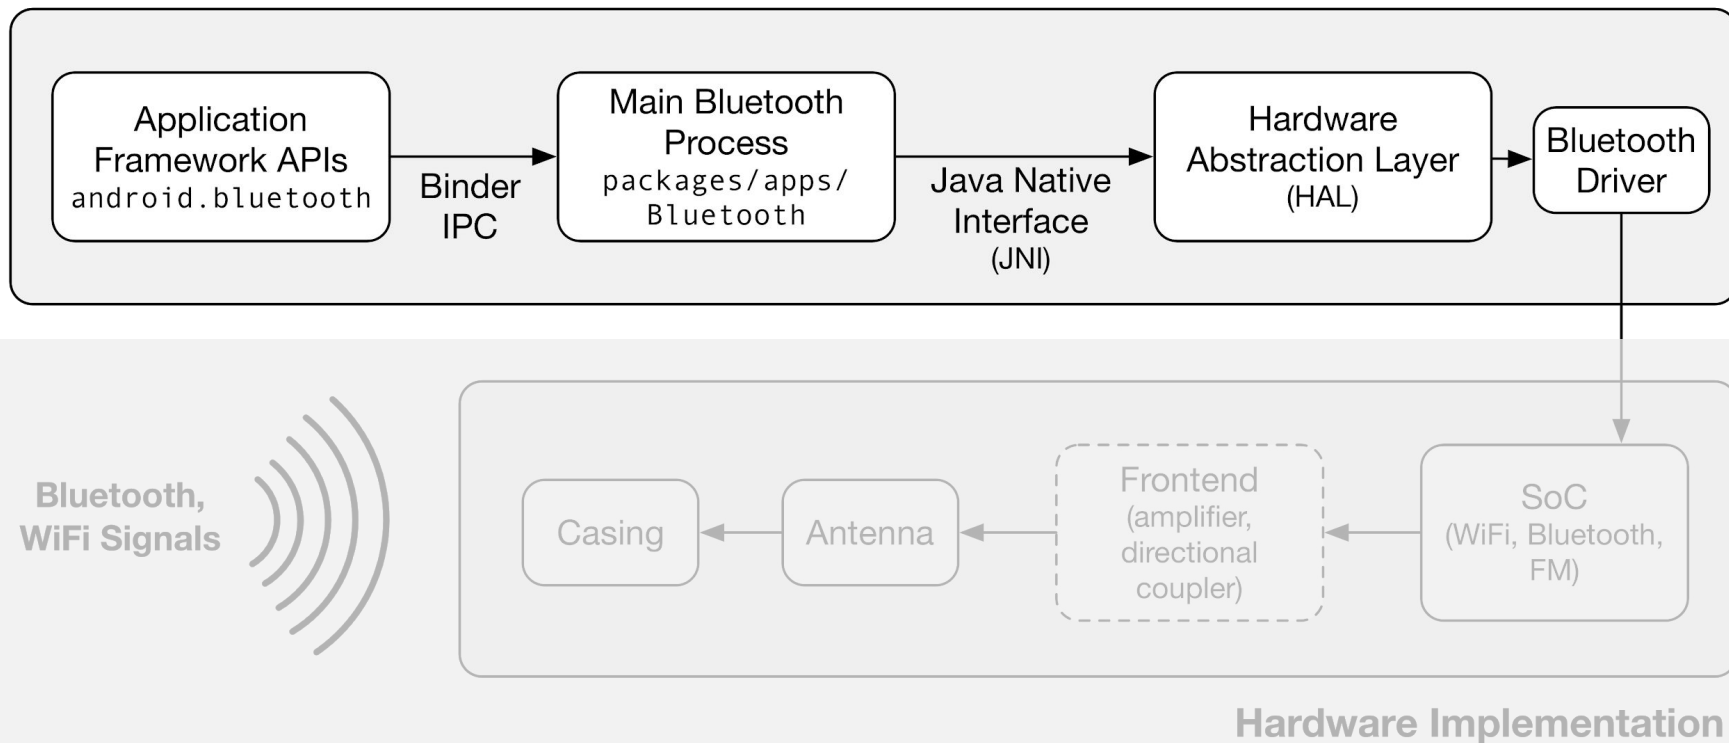 Application
Framework APIs
android.bluetooth
Binder
IPC
Main Bluetooth
Process
packages/apps/
Bluetooth
Java Native
Interface
(JNI)
Hardware
Abstraction Layer
(HAL)
Bluetooth
Driver
Bluetooth,
WiFi Signals
Casing
Antenna
Frontend
(amplifier,
directional
coupler)
SoC
(WiFi, Bluetooth,
FM)
Hardware Implementation